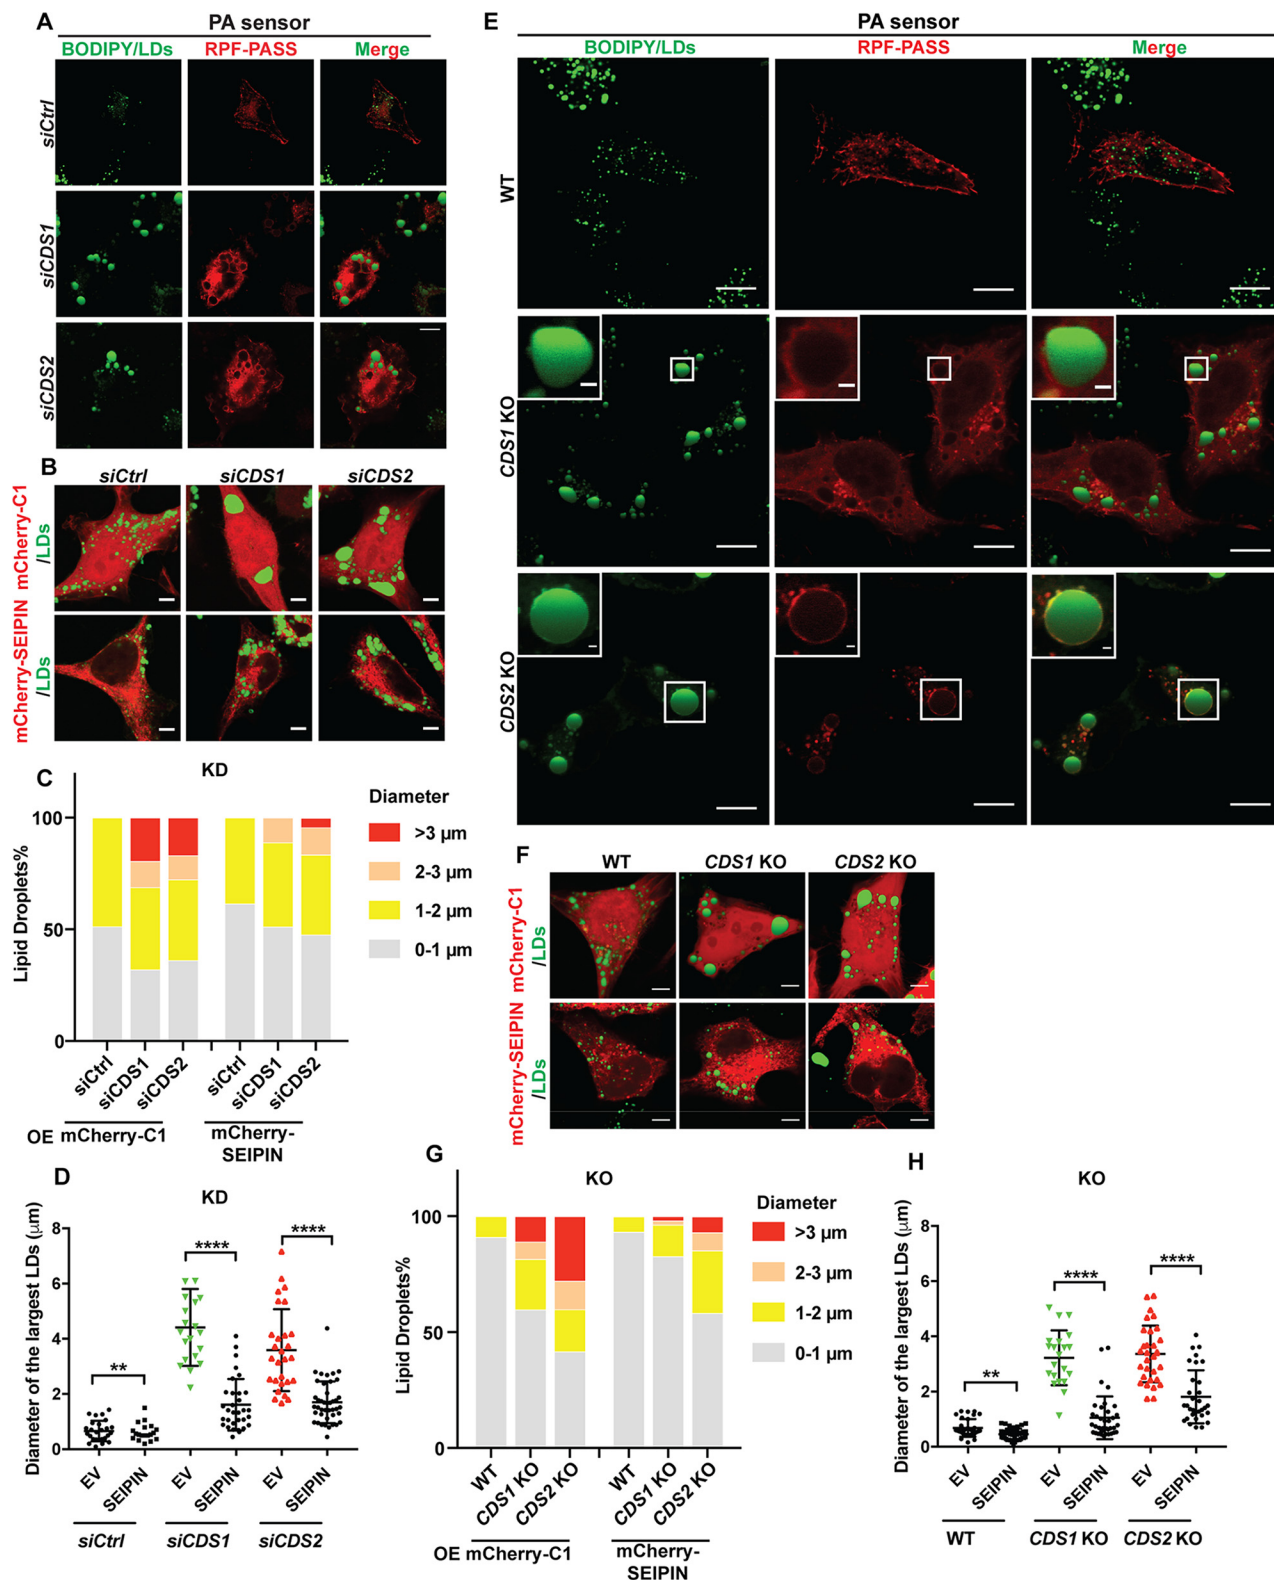 A
PA sensor
BODIPY/LDs RPF-PASS Merge
siCtrl
siCDS1
siCDS2
B
siCtrl siCDS1 siCDS2
mCherry-C1
/LDs
mCherry-SEIPIN
/LDs
C
KD
Lipid Droplets%
100
50
0
Diameter
>3 μm
2-3 μm
1-2 μm
0-1 μm
siCtrl siCDS1 siCDS2 siCtrl siCDS1 siCDS2
OE mCherry-C1 mCherry-
SEIPIN
D
KD
Diameter of the largest LDs (μm)
8
6
4
2
0
** **** ****
EV SEIPIN EV SEIPIN EV SEIPIN
siCtrl siCDS1 siCDS2
E
PA sensor
BODIPY/LDs RPF-PASS Merge
WT
CDS1 KO
CDS2 KO
F
WT CDS1 KO CDS2 KO
mCherry-C1
/LDs
mCherry-SEIPIN
/LDs
G
KO
Lipid Droplets%
100
50
0
Diameter
>3 μm
2-3 μm
1-2 μm
0-1 μm
WT CDS1 KO CDS2 KO WT CDS1 KO CDS2 KO
OE mCherry-C1 mCherry-
SEIPIN
H
KO
Diameter of the largest LDs (μm)
8
6
4
2
0
** **** ****
EV SEIPIN EV SEIPIN EV SEIPIN
WT CDS1 KO CDS2 KO